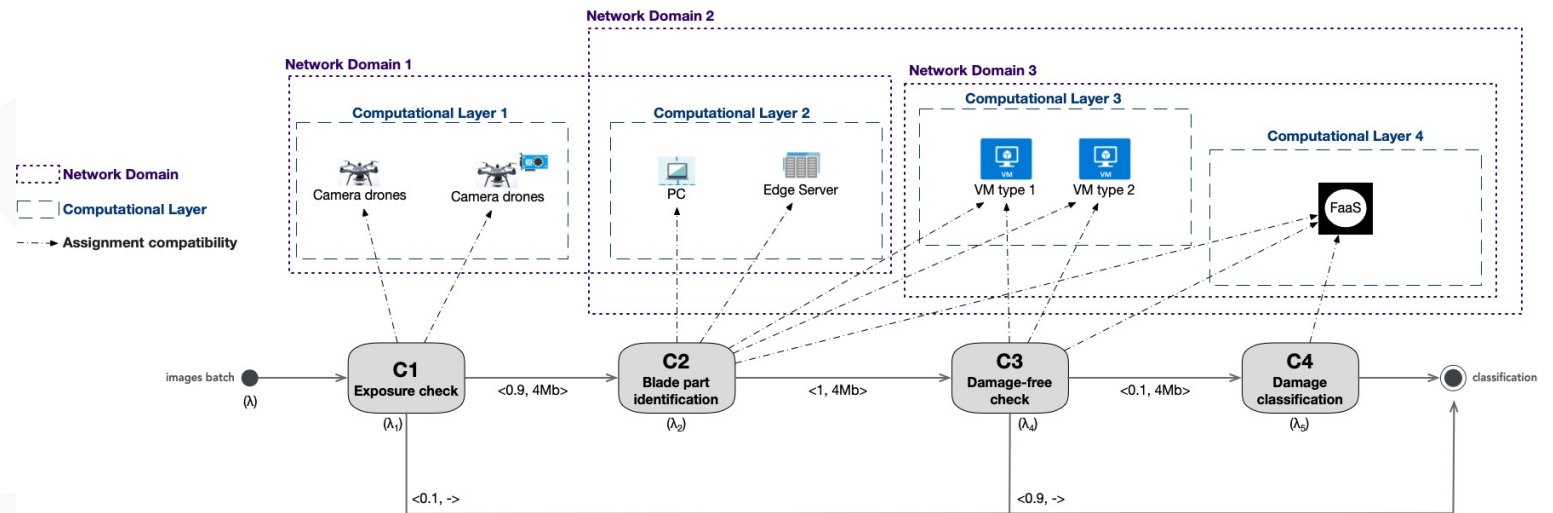 Network Domain 2
Network Domain 1
Network Domain 3
Computational Layer 1
Computational Layer 2
Computational Layer 3
Computational Layer 4
Network Domain
Computational Layer
Assignment compatibility
Camera drones
Camera drones
PC
Edge Server
VM
VM type 1
VM
VM type 2
FaaS
images batch
(λ)
C1
Exposure check
(λ₁)
<0.9, 4Mb>
C2
Blade part
identification
(λ₂)
<1, 4Mb>
C3
Damage-free
check
(λ₄)
<0.1, 4Mb>
C4
Damage
classification
(λ₅)
classification
<0.1, ->
<0.9, ->